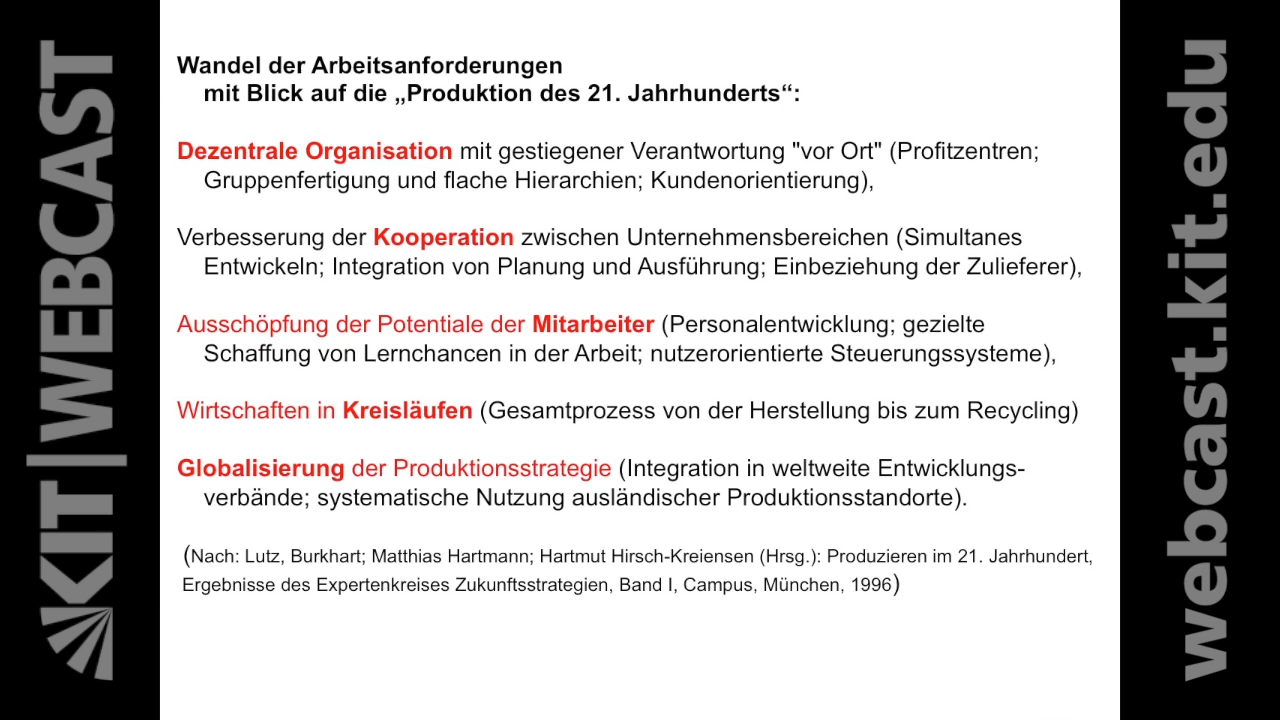 KIT | WEBCAST
Wandel der Arbeitsanforderungen
mit Blick auf die „Produktion des 21. Jahrhunderts“:
Dezentrale Organisation mit gestiegener Verantwortung "vor Ort" (Profitzentren;
Gruppenfertigung und flache Hierarchien; Kundenorientierung),
Verbesserung der Kooperation zwischen Unternehmensbereichen (Simultanes
Entwickeln; Integration von Planung und Ausführung; Einbeziehung der Zulieferer),
Ausschöpfung der Potentiale der Mitarbeiter (Personalentwicklung; gezielte
Schaffung von Lernchancen in der Arbeit; nutzerorientierte Steuerungssysteme),
Wirtschaften in Kreisläufen (Gesamtprozess von der Herstellung bis zum Recycling)
Globalisierung der Produktionsstrategie (Integration in weltweite Entwicklungs-
verbände; systematische Nutzung ausländischer Produktionsstandorte).
(Nach: Lutz, Burkhart; Matthias Hartmann; Hartmut Hirsch-Kreiensen (Hrsg.): Produzieren im 21. Jahrhundert,
Ergebnisse des Expertenkreises Zukunftsstrategien, Band I, Campus, München, 1996)
webcast.kit.edu